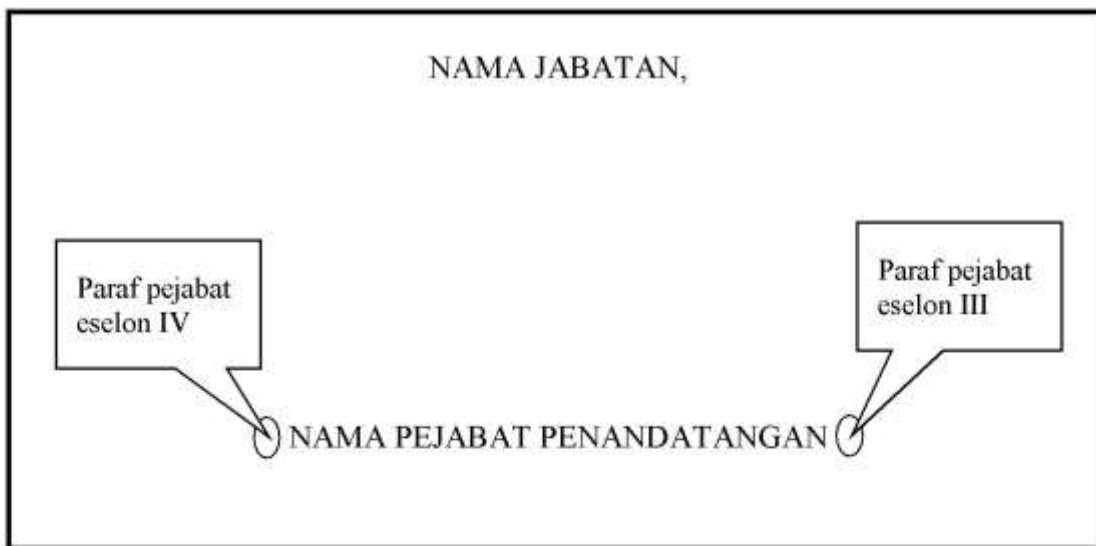 NAMA JABATAN,
Paraf pejabat
eselon IV
Paraf pejabat
eselon III
NAMA PEJABAT PENANDATANGAN